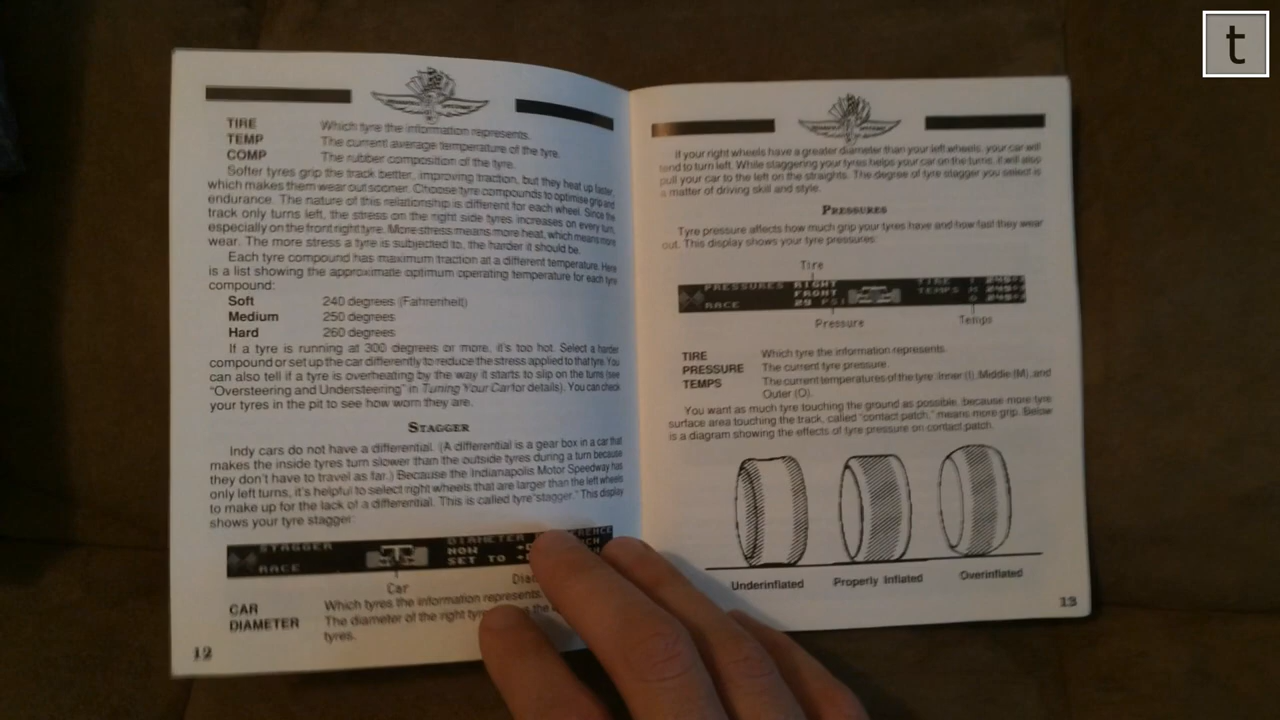 TIRE Which tyre the information represents.
TEMP The current average temperature of the tyre.
COMP The rubber composition of the tyre.
Softer tyres grip the track better, improving traction, but they heat up faster,
which makes them wear out sooner. Choose tyre compounds to optimise grip and
endurance. The nature of this relationship is different for each wheel. Since the
track only turns left, the stress on the right side tyres increases on every turn,
especially on the front right tyre. More stress means more heat, which means more
wear. The more stress a tyre is subjected to, the harder it should be.
Each tyre compound has maximum traction at a different temperature. Here
is a list showing the approximate optimum operating temperature for each tyre
compound:
Soft 240 degrees (Fahrenheit)
Medium 250 degrees
Hard 260 degrees
If a tyre is running at 300 degrees or more, it's too hot. Select a harder
compound or set up the car differently to reduce the stress applied to that tyre. You
can also tell if a tyre is overheating by the way it starts to slip on the turns (see
"Oversteering and Understeering" in Tuning Your Car for details). You can check
your tyres in the pit to see how worn they are.
STAGGER
Indy cars do not have a differential. (A differential is a gear box in a car that
makes the inside tyres turn slower than the outside tyres during a turn because
they don't have to travel as far.) Because the Indianapolis Motor Speedway has
only left turns, it's helpful to select right wheels that are larger than the left wheels
to make up for the lack of a differential. This is called tyre "stagger." This display
shows your tyre stagger:
STAGGER DIAMETER
NOW
RACE SET TO
Car
CAR Which tyres the information represents.
DIAMETER The diameter of the right the
tyres.
12
t
If your right wheels have a greater diameter than your left wheels, your car will
tend to turn left. While staggering your tyres helps your car on the turns, it will also
pull your car to the left on the straights. The degree of tyre stagger you select is
a matter of driving skill and style.
PRESSURES
Tyre pressure affects how much grip your tyres have and how fast they wear
out. This display shows your tyre pressures:
Tire
PRESSURES RIGHT TIRE
FRONT TEMPS M
RACE 29 PSI O
Pressure Temps
TIRE Which tyre the information represents.
PRESSURE The current tyre pressure.
TEMPS The current temperatures of the tyre: Inner (I), Middle (M), and
Outer (O).
You want as much tyre touching the ground as possible, because more tyre
surface area touching the track, called "contact patch," means more grip. Below
is a diagram showing the effects of tyre pressure on contact patch.
Underinflated Properly Inflated Overinflated
13